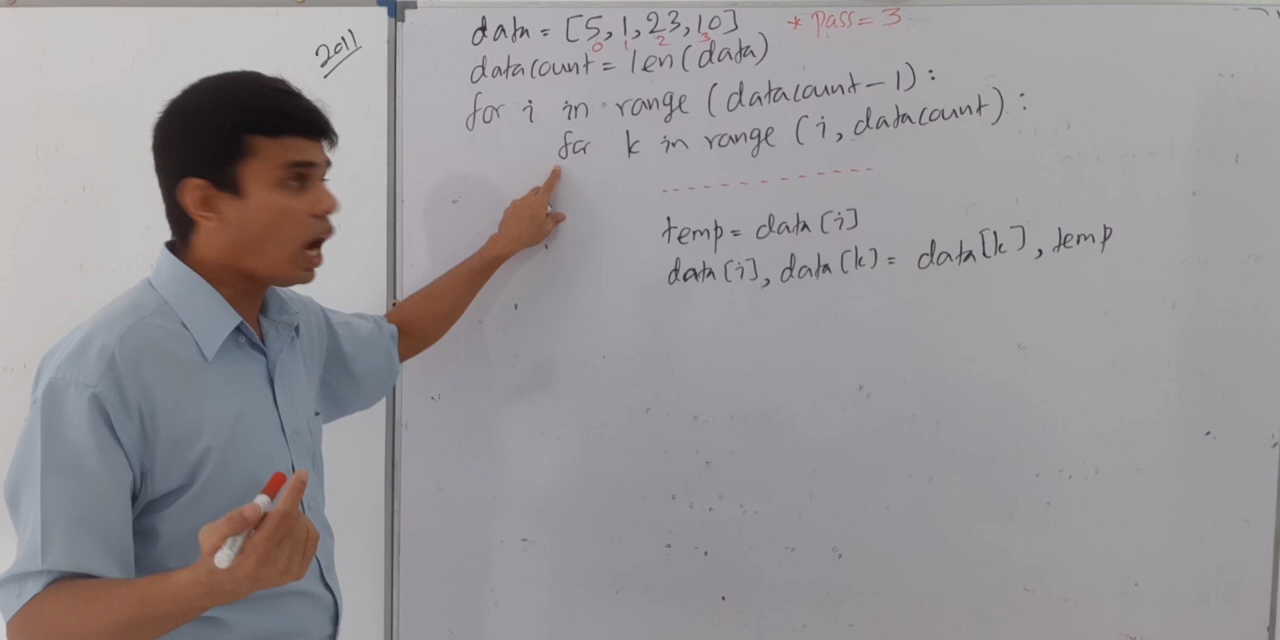 2011
data = [5, 1, 23, 10] * pass = 3
0 1 2 3
datacount = len(data)
for i in range (datacount - 1) :
for k in range (i, datacount) :
-------------
temp = data [i]
data [i], data [k] = data [k], temp